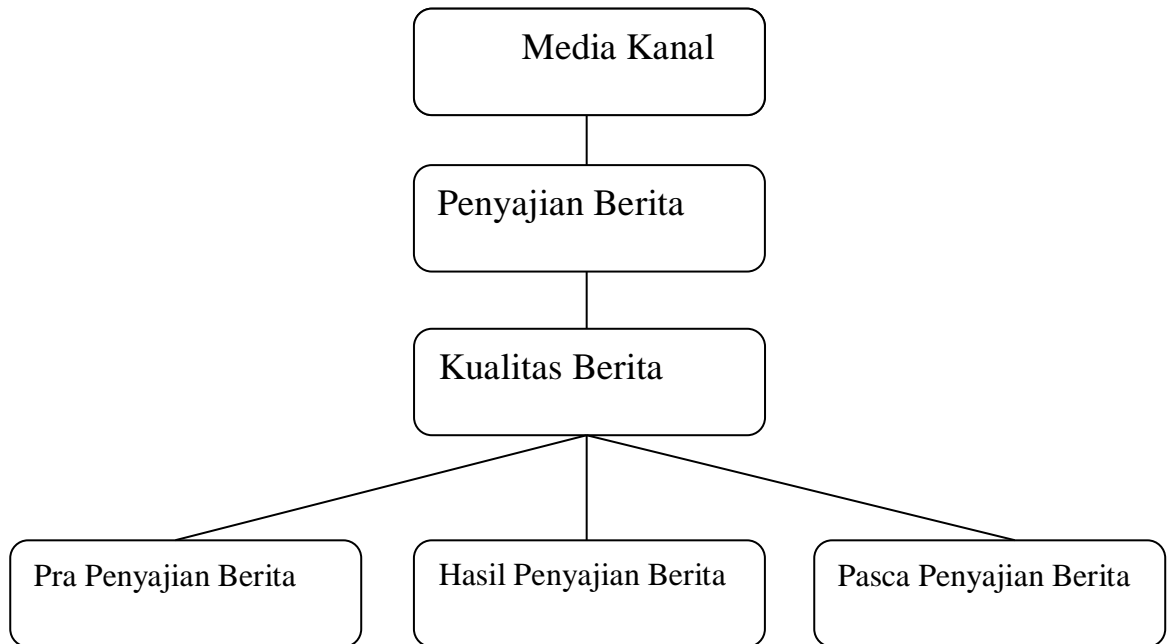 Media Kanal
Penyajian Berita
Kualitas Berita
Pra Penyajian Berita
Hasil Penyajian Berita
Pasca Penyajian Berita